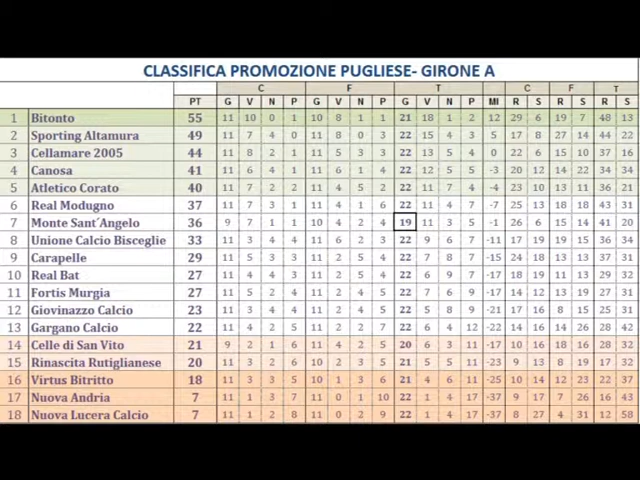 CLASSIFICA PROMOZIONE PUGLIESE- GIRONE A
C F T C F T
PT G V N P G V N P G V N P MI R S R S R S
1 Bitonto 55 11 10 0 1 10 8 1 1 21 18 1 2 12 29 6 19 7 48 13
2 Sporting Altamura 49 11 7 4 0 11 8 0 3 22 15 4 3 5 17 8 27 14 44 22
3 Cellamare 2005 44 11 8 2 1 11 5 3 3 22 13 5 4 0 22 6 15 10 37 16
4 Canosa 41 11 6 4 1 11 6 1 4 22 12 5 5 -3 20 12 14 22 34 34
5 Atletico Corato 40 11 7 2 2 11 4 5 2 22 11 7 4 -4 23 10 13 11 36 21
6 Real Modugno 37 11 7 3 1 11 4 1 6 22 11 4 7 -7 25 13 18 18 43 31
7 Monte Sant´Angelo 36 9 7 1 1 10 4 2 4 19 11 3 5 -1 26 6 15 14 41 20
8 Unione Calcio Bisceglie 33 11 3 4 4 11 6 2 3 22 9 6 7 -11 17 19 19 15 36 34
9 Carapelle 29 11 5 3 3 11 2 5 4 22 7 8 7 -15 24 18 13 13 37 31
10 Real Bat 27 11 4 4 3 11 2 5 4 22 6 9 7 -17 18 19 11 13 29 32
11 Fortis Murgia 27 11 5 2 4 11 2 4 5 22 7 6 9 -17 14 12 13 19 27 31
12 Giovinazzo Calcio 23 11 3 4 4 11 2 4 5 22 5 8 9 -21 17 16 8 15 25 31
13 Gargano Calcio 22 11 4 2 5 11 2 2 7 22 6 4 12 -22 14 16 14 26 28 42
14 Celle di San Vito 21 9 2 1 6 11 4 2 5 20 6 3 11 -17 10 16 18 16 28 32
15 Rinascita Rutiglianese 20 11 3 2 6 10 2 3 5 21 5 5 11 -23 9 13 8 19 17 32
16 Virtus Bitritto 18 11 3 3 5 10 1 3 6 21 4 6 11 -25 10 14 12 23 22 37
17 Nuova Andria 7 11 1 3 7 11 0 1 10 22 1 4 17 -37 9 17 7 26 16 43
18 Nuova Lucera Calcio 7 11 1 2 8 11 0 2 9 22 1 4 17 -37 8 27 4 31 12 58